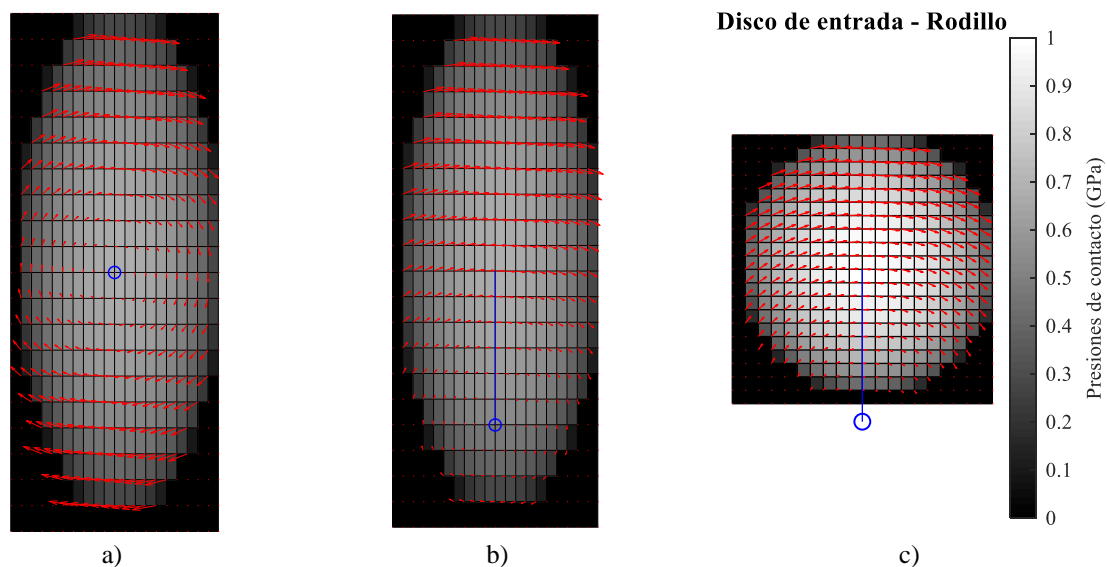 Disco de entrada - Rodillo
1
0.9
0.8
0.7
0.6
0.5
0.4
0.3
0.2
0.1
0
Presiones de contacto (GPa)
a)
b)
c)